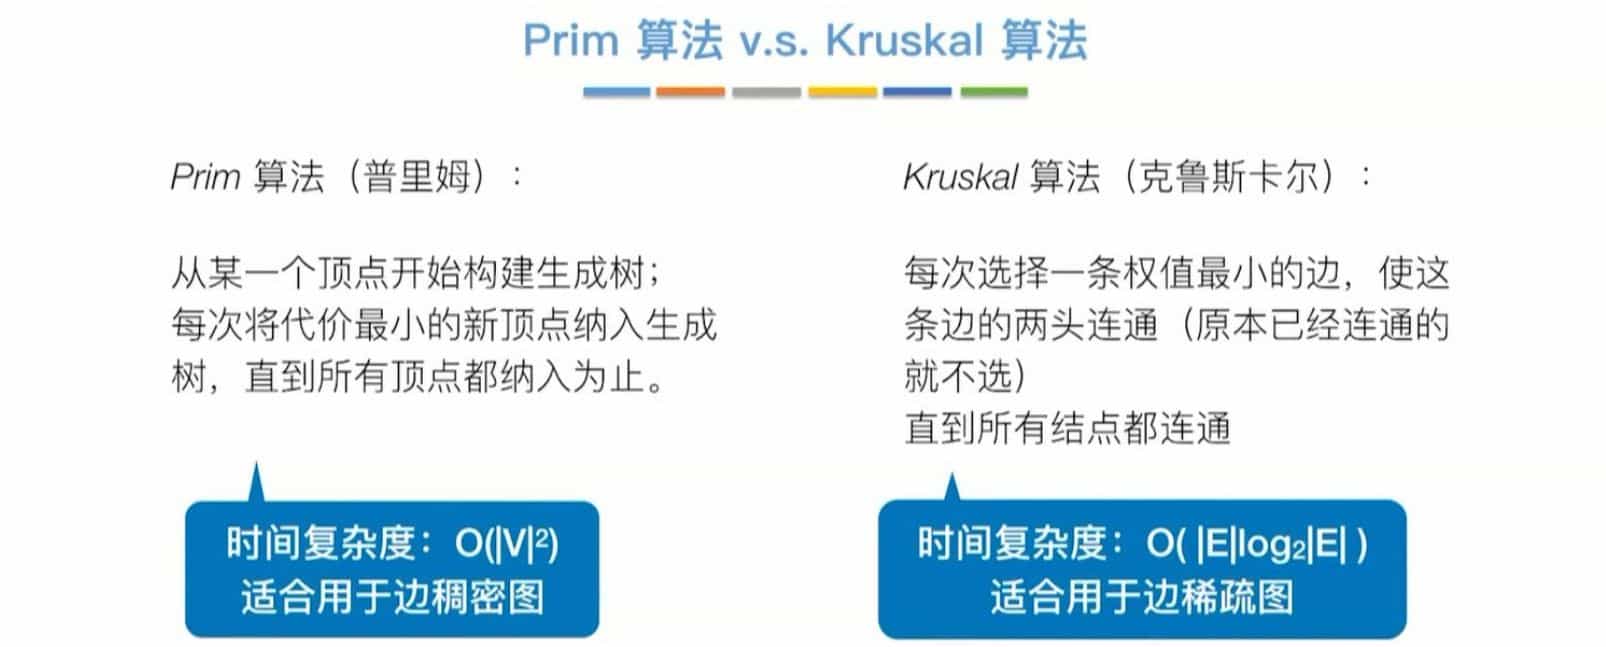 Prim 算法 v.s. Kruskal 算法
Prim 算法（普里姆）：
从某一个顶点开始构建生成树；
每次将代价最小的新顶点纳入生成
树，直到所有顶点都纳入为止。
时间复杂度：O(|V|²)
适合用于边稠密图
Kruskal 算法（克鲁斯卡尔）：
每次选择一条权值最小的边，使这
条边的两头连通（原本已经连通的
就不选）
直到所有结点都连通
时间复杂度：O( |E|log₂|E| )
适合用于边稀疏图